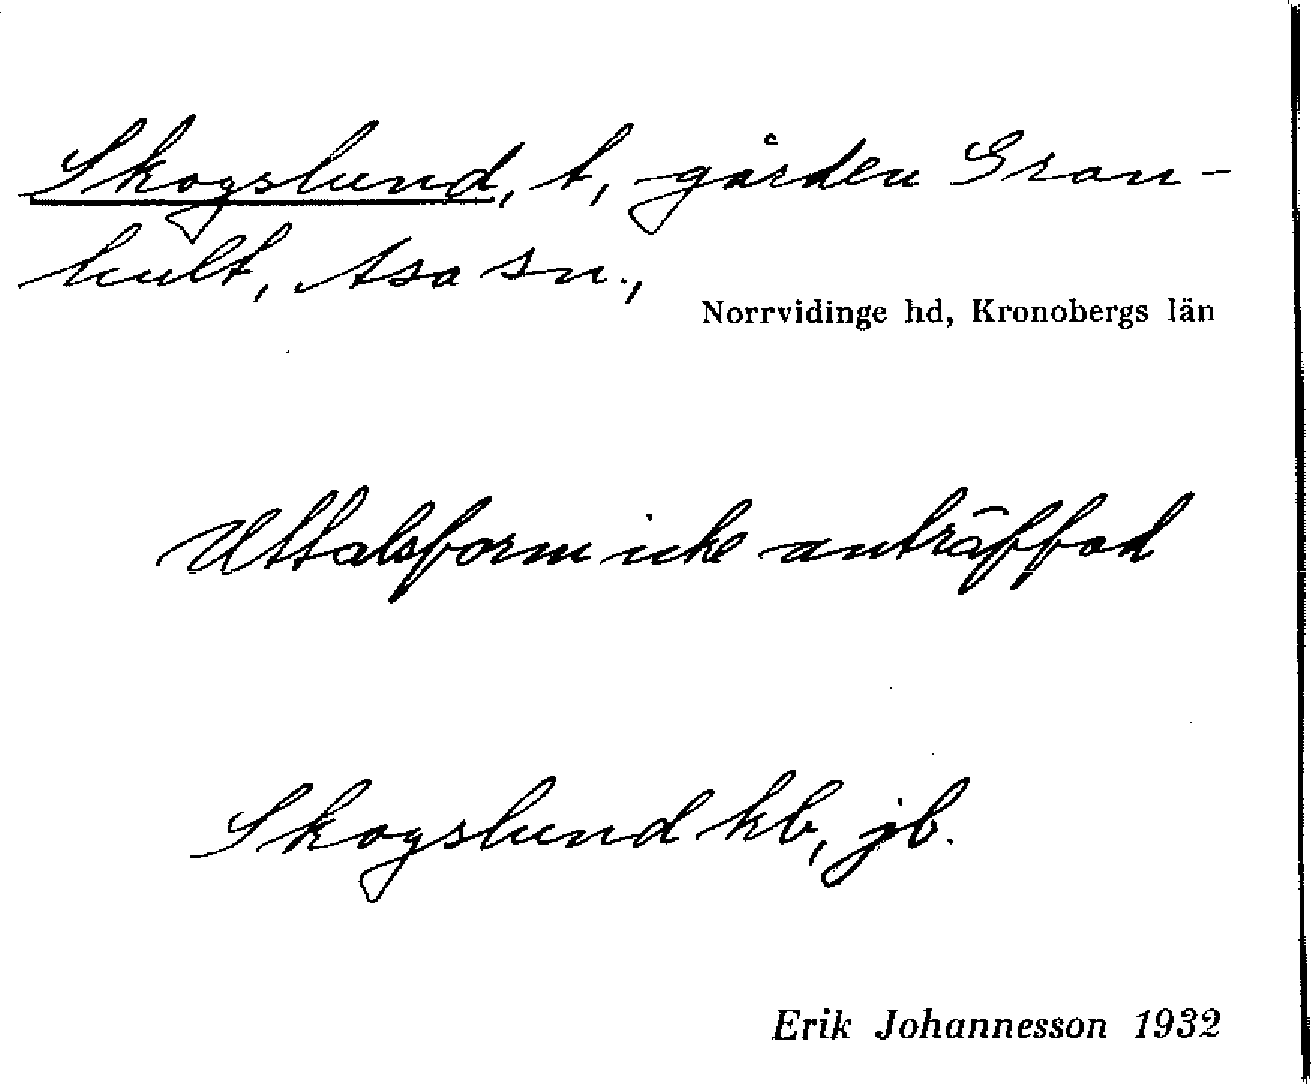 Skogslund, t, gården Gran-
hult, Asa sn.,
Norrvidinge hd, Kronobergs län
Uttalsform icke anträffad
Skogslund kb, jb.
Erik Johannesson 1932